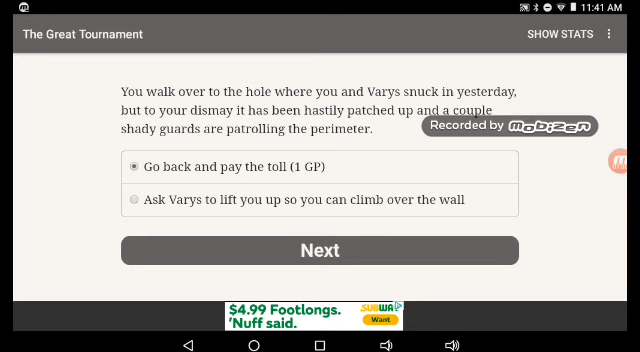 11:41 AM
The Great Tournament
SHOW STATS
You walk over to the hole where you and Varys snuck in yesterday,
but to your dismay it has been hastily patched up and a couple
shady guards are patrolling the perimeter.
Recorded by mobizen
Go back and pay the toll (1 GP)
Ask Varys to lift you up so you can climb over the wall
Next
$4.99 Footlongs.
'Nuff said.
SUBWAY
Want